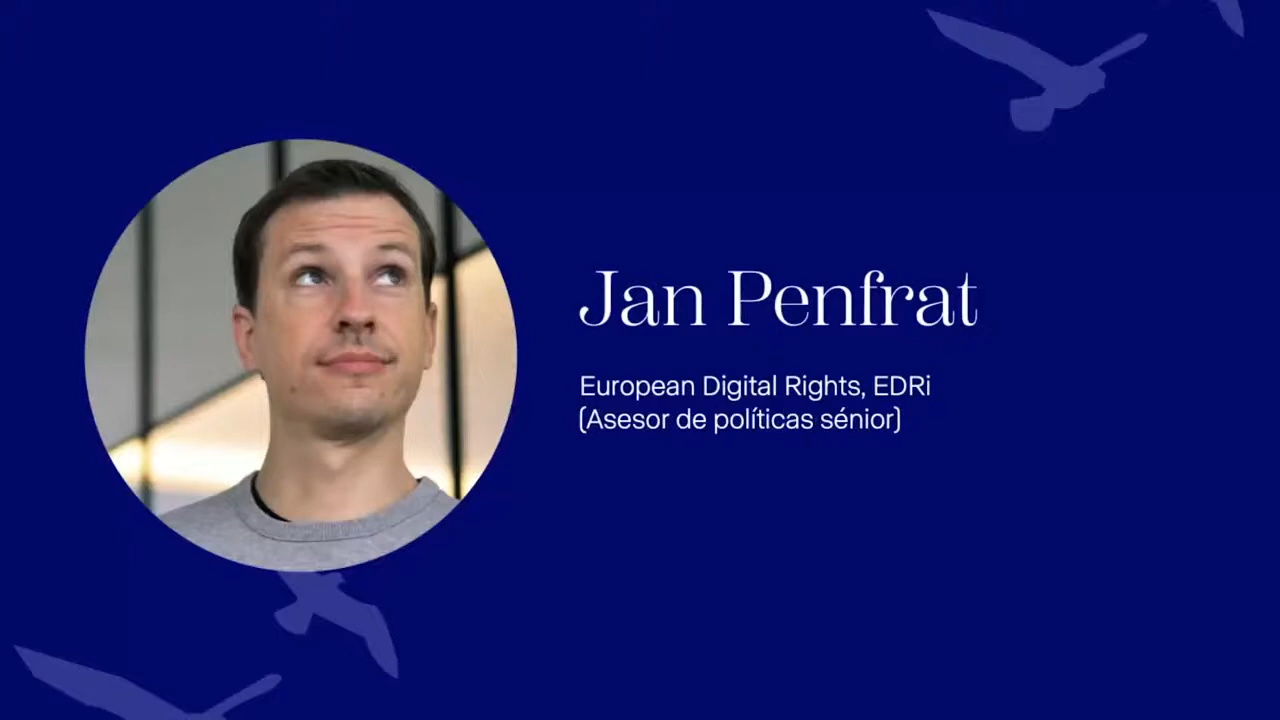 Jan Penfrat
European Digital Rights, EDRi
(Asesor de políticas sénior)